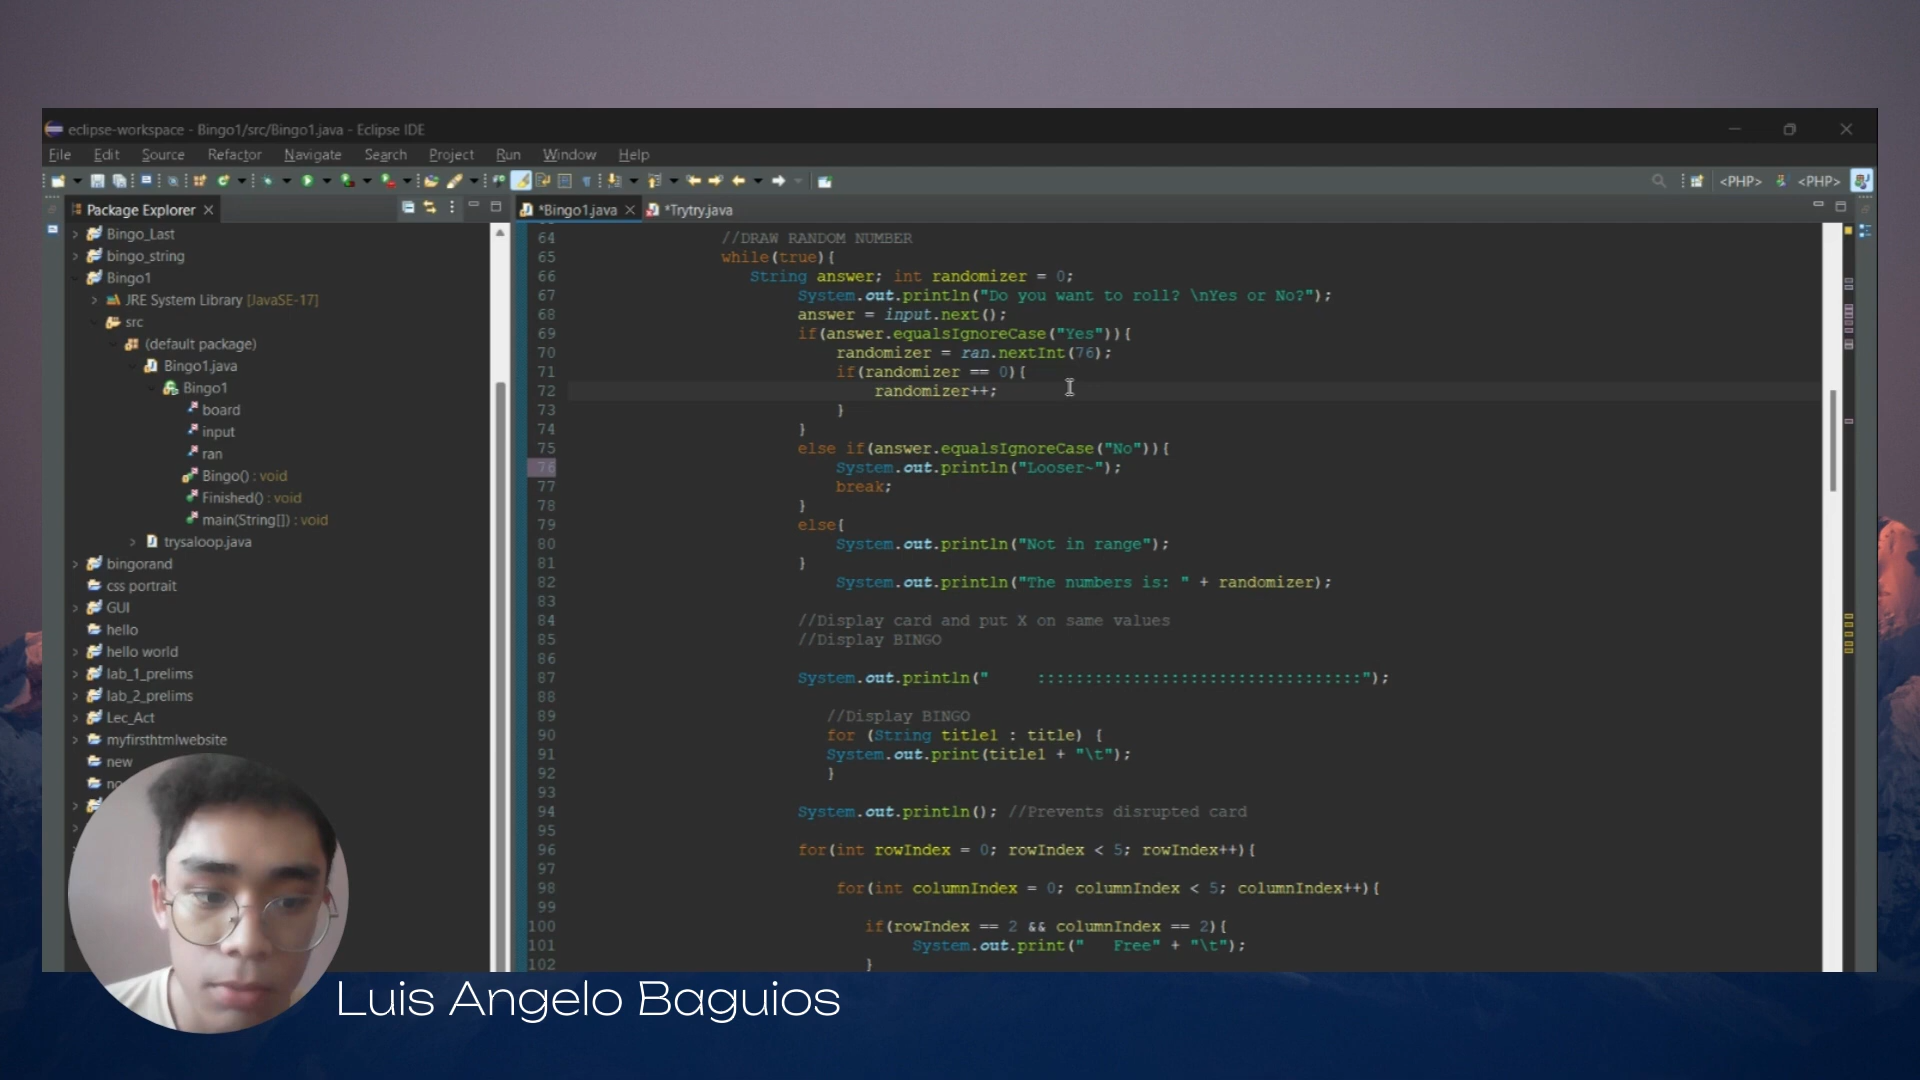 eclipse-workspace - Bingo1/src/Bingo1.java - Eclipse IDE
File Edit Source Refactor Navigate Search Project Run Window Help
<PHP> <PHP>
Package Explorer
*Bingo1.java *Trytry.java
Bingo_Last
bingo_string
Bingo1
JRE System Library [JavaSE-17]
src
(default package)
Bingo1.java
Bingo1
board
input
ran
Bingo() : void
Finished() : void
main(String[]) : void
trysaloop.java
bingorand
css portrait
GUI
hello
hello world
lab_1_prelims
lab_2_prelims
Lec_Act
myfirsthtmlwebsite
new
64 //DRAW RANDOM NUMBER
65 while(true){
66 String answer; int randomizer = 0;
67 System.out.println("Do you want to roll? \nYes or No?");
68 answer = input.next();
69 if(answer.equalsIgnoreCase("Yes")){
70 randomizer = ran.nextInt(76);
71 if(randomizer == 0){
72 randomizer++;
73 }
74 }
75 else if(answer.equalsIgnoreCase("No")){
76 System.out.println("Looser~");
77 break;
78 }
79 else{
80 System.out.println("Not in range");
81 }
82 System.out.println("The numbers is: " + randomizer);
83
84 //Display card and put X on same values
85 //Display BINGO
86
87 System.out.println("     ::::::::::::::::::::::::::::::::::");
88
89 //Display BINGO
90 for (String title1 : title) {
91 System.out.print(title1 + "\t");
92 }
93
94 System.out.println(); //Prevents disrupted card
95
96 for(int rowIndex = 0; rowIndex < 5; rowIndex++){
97
98 for(int columnIndex = 0; columnIndex < 5; columnIndex++){
99
100 if(rowIndex == 2 && columnIndex == 2){
101 System.out.print("   Free" + "\t");
102 }
Luis Angelo Baguios